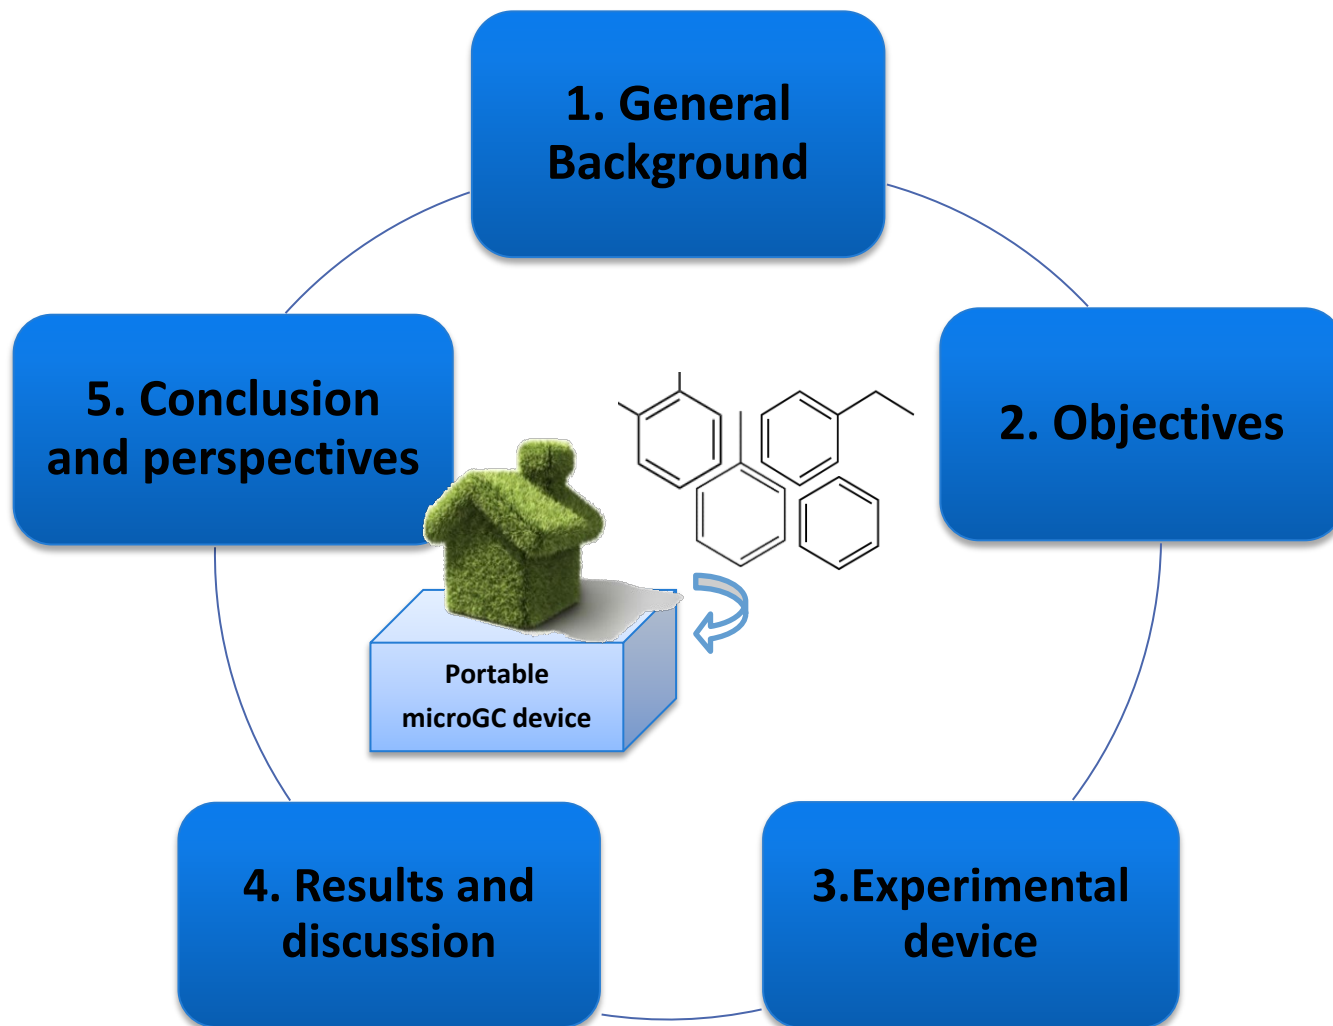 1. General
Background
2. Objectives
3.Experimental
device
4. Results and
discussion
5. Conclusion
and perspectives
Portable
microGC device